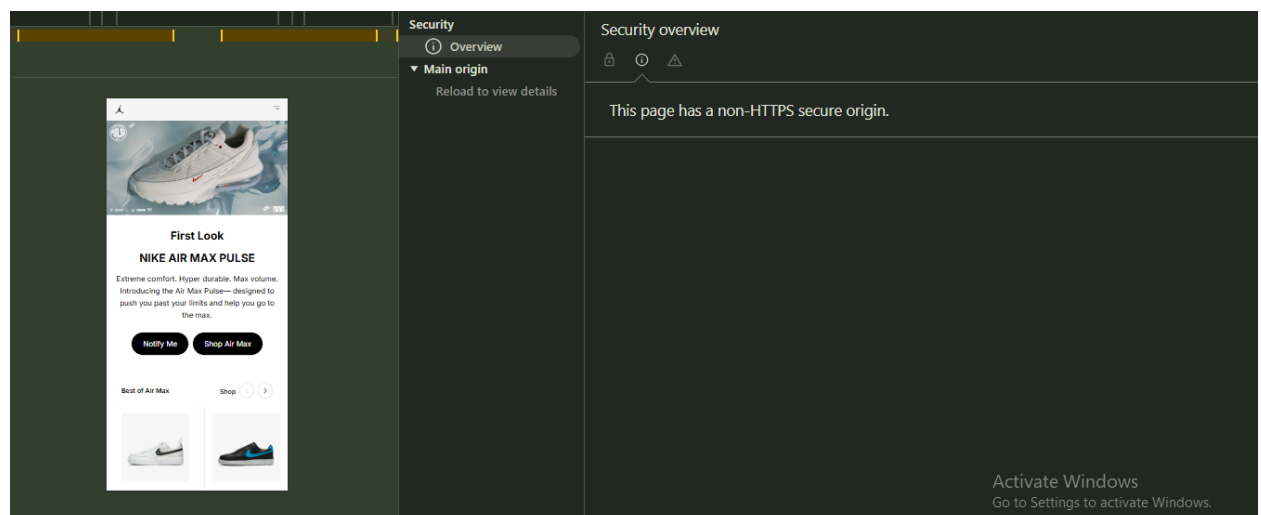 Security
Overview
Main origin
Reload to view details
Security overview
This page has a non-HTTPS secure origin.
First Look
NIKE AIR MAX PULSE
Extreme comfort. Hyper durable. Max volume.
Introducing the Air Max Pulse— designed to
push you past your limits and help you go to
the max.
Notify Me
Shop Air Max
Best of Air Max
Shop
Activate Windows
Go to Settings to activate Windows.